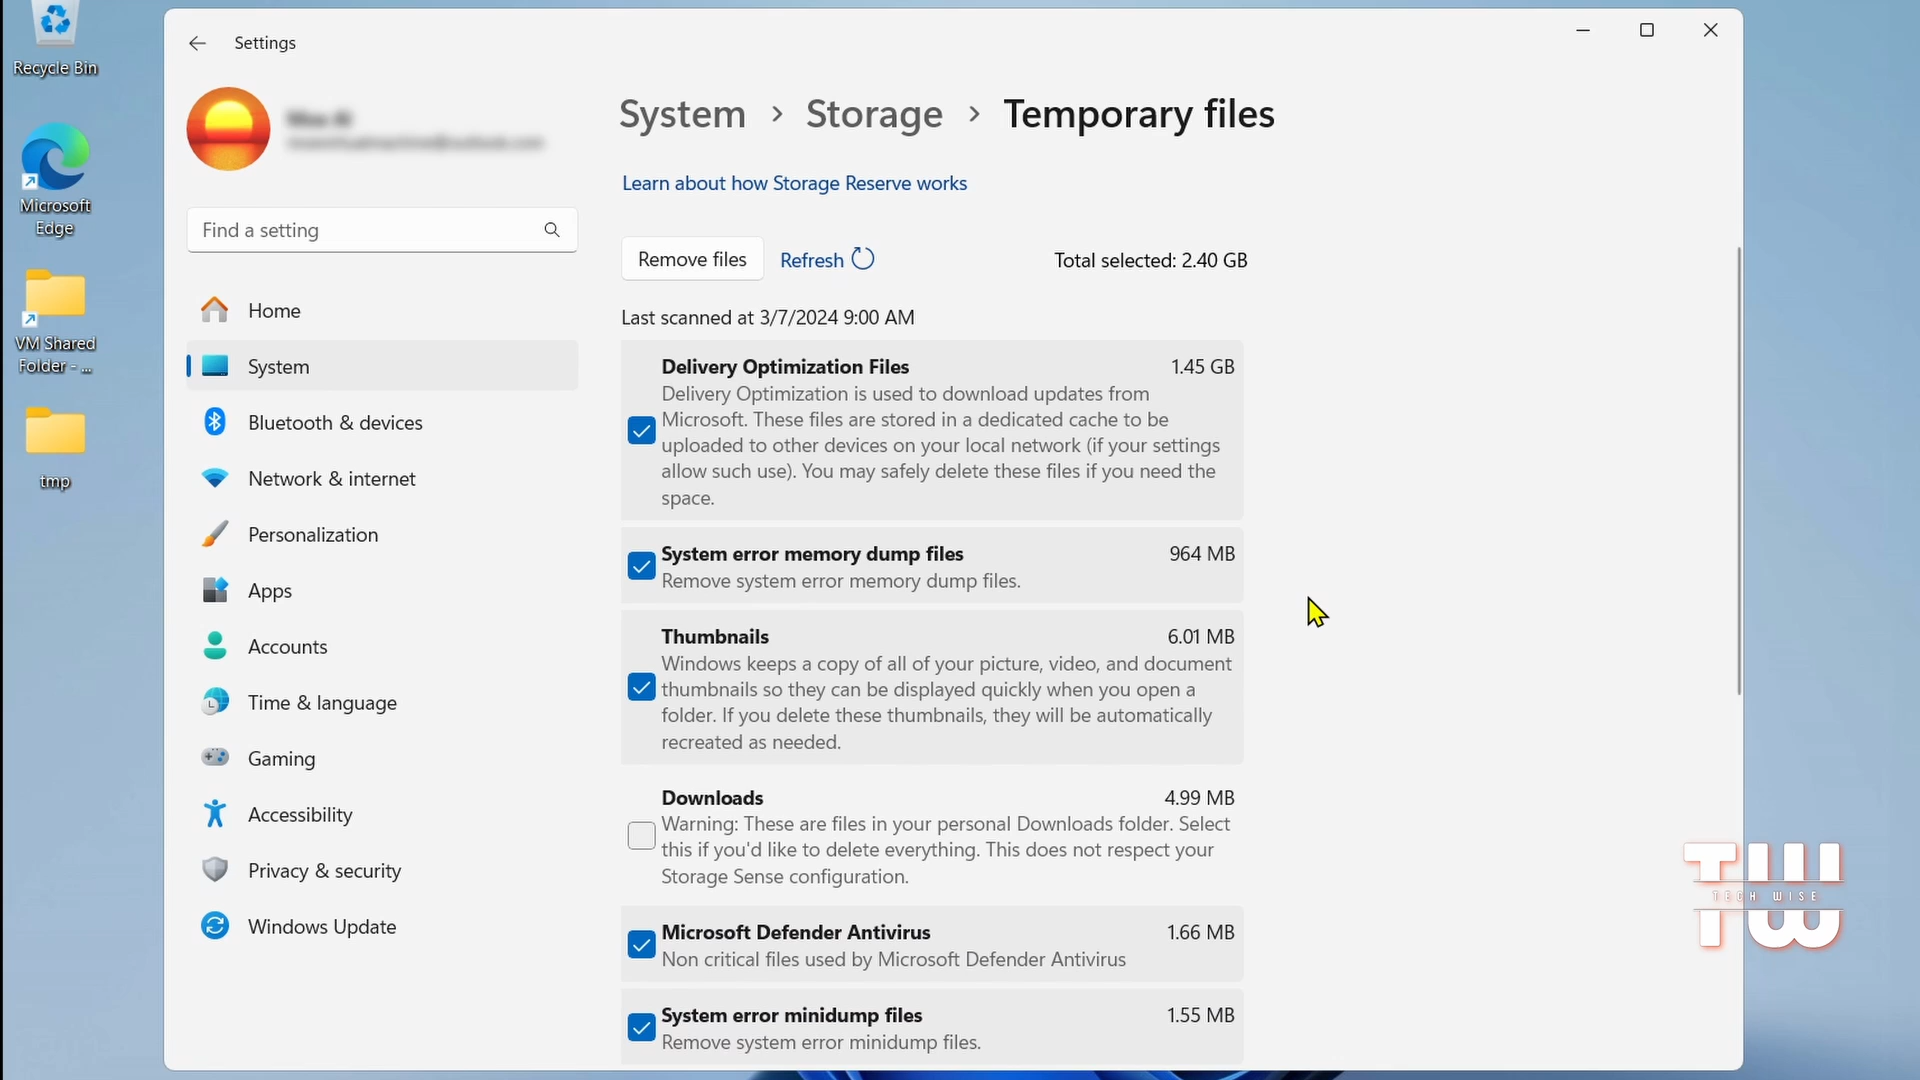 Recycle Bin
Microsoft
Edge
VM Shared
Folder - ...
tmp
Settings
Find a setting
Home
System
Bluetooth & devices
Network & internet
Personalization
Apps
Accounts
Time & language
Gaming
Accessibility
Privacy & security
Windows Update
System > Storage > Temporary files
Learn about how Storage Reserve works
Remove files Refresh Total selected: 2.40 GB
Last scanned at 3/7/2024 9:00 AM
Delivery Optimization Files 1.45 GB
Delivery Optimization is used to download updates from
Microsoft. These files are stored in a dedicated cache to be
uploaded to other devices on your local network (if your settings
allow such use). You may safely delete these files if you need the
space.
System error memory dump files 964 MB
Remove system error memory dump files.
Thumbnails 6.01 MB
Windows keeps a copy of all of your picture, video, and document
thumbnails so they can be displayed quickly when you open a
folder. If you delete these thumbnails, they will be automatically
recreated as needed.
Downloads 4.99 MB
Warning: These are files in your personal Downloads folder. Select
this if you'd like to delete everything. This does not respect your
Storage Sense configuration.
Microsoft Defender Antivirus 1.66 MB
Non critical files used by Microsoft Defender Antivirus
System error minidump files 1.55 MB
Remove system error minidump files.
TW
TECH WISE
TW